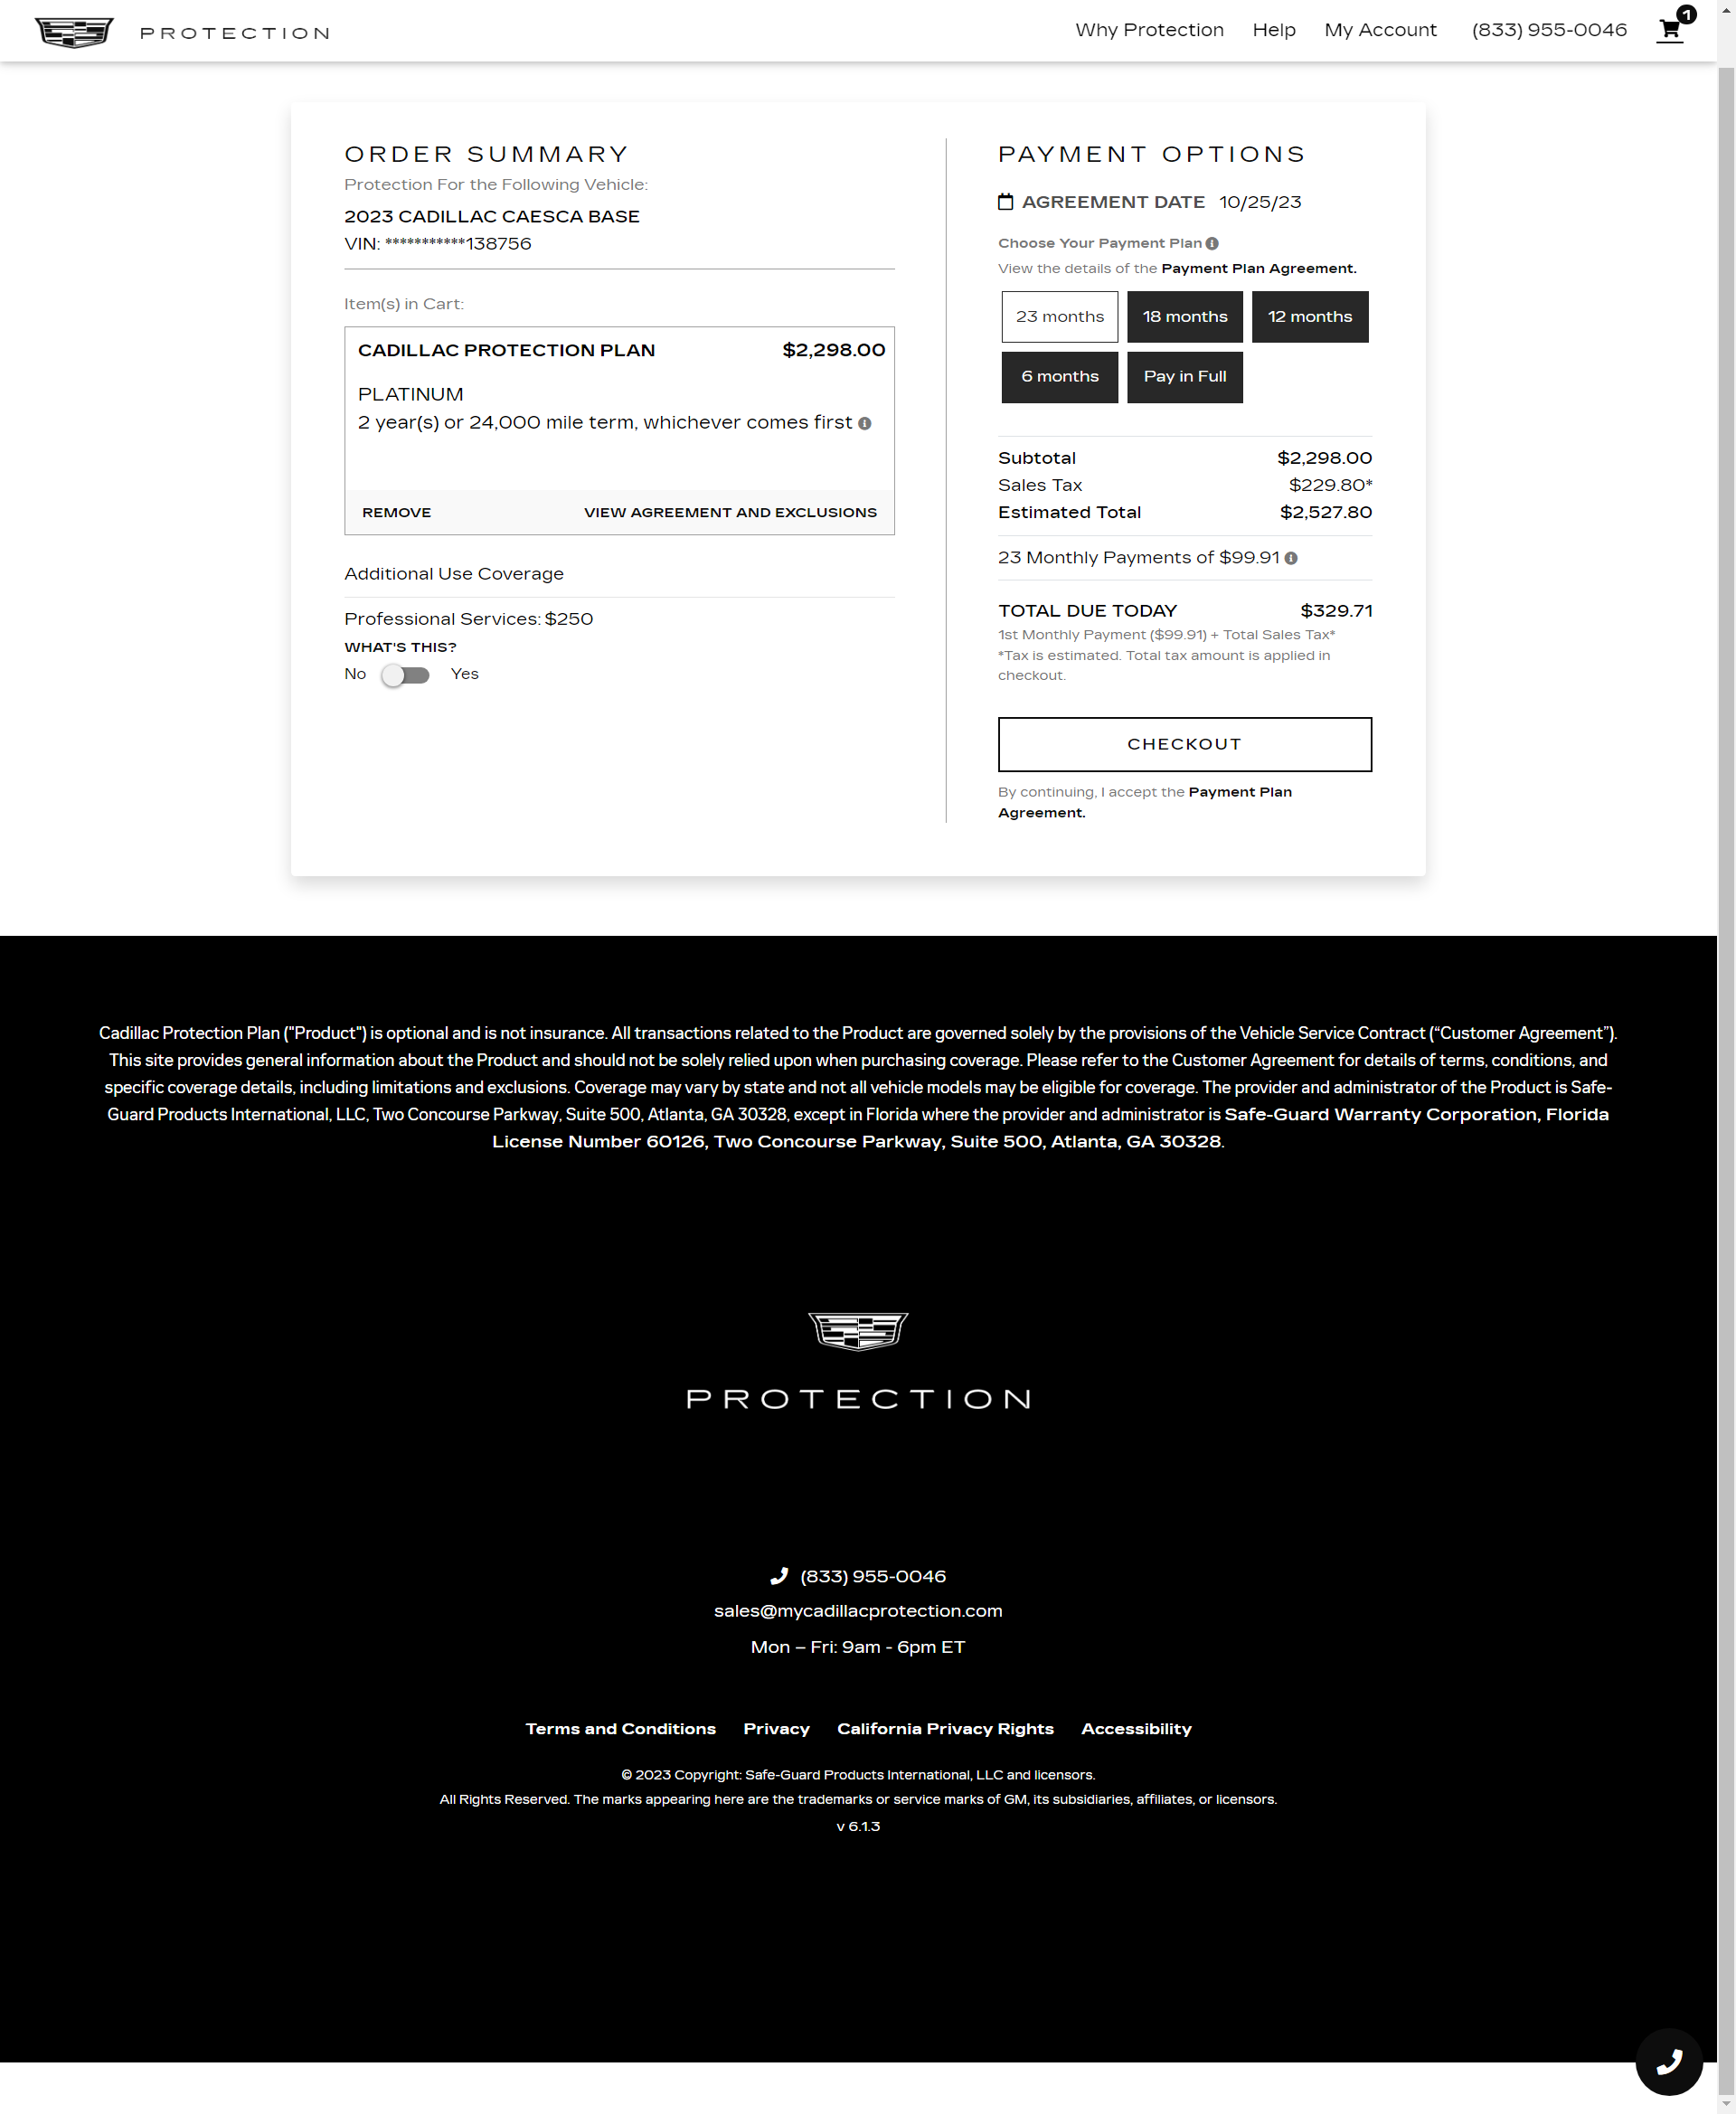 PROTECTION
Why Protection
Help
My Account
(833) 955-0046
1
ORDER SUMMARY
Protection For the Following Vehicle:
2023 CADILLAC CAESCA BASE
VIN: ***********138756
Item(s) in Cart:
CADILLAC PROTECTION PLAN $2,298.00
PLATINUM
2 year(s) or 24,000 mile term, whichever comes first
REMOVE VIEW AGREEMENT AND EXCLUSIONS
Additional Use Coverage
Professional Services: $250
WHAT'S THIS?
No Yes
PAYMENT OPTIONS
AGREEMENT DATE 10/25/23
Choose Your Payment Plan
View the details of the Payment Plan Agreement.
23 months 18 months 12 months
6 months Pay in Full
Subtotal $2,298.00
Sales Tax $229.80*
Estimated Total $2,527.80
23 Monthly Payments of $99.91
TOTAL DUE TODAY $329.71
1st Monthly Payment ($99.91) + Total Sales Tax*
*Tax is estimated. Total tax amount is applied in
checkout.
CHECKOUT
By continuing, I accept the Payment Plan
Agreement.
Cadillac Protection Plan ("Product") is optional and is not insurance. All transactions related to the Product are governed solely by the provisions of the Vehicle Service Contract (“Customer Agreement”).
This site provides general information about the Product and should not be solely relied upon when purchasing coverage. Please refer to the Customer Agreement for details of terms, conditions, and
specific coverage details, including limitations and exclusions. Coverage may vary by state and not all vehicle models may be eligible for coverage. The provider and administrator of the Product is Safe-
Guard Products International, LLC, Two Concourse Parkway, Suite 500, Atlanta, GA 30328, except in Florida where the provider and administrator is Safe-Guard Warranty Corporation, Florida
License Number 60126, Two Concourse Parkway, Suite 500, Atlanta, GA 30328.
PROTECTION
(833) 955-0046
sales@mycadillacprotection.com
Mon – Fri: 9am - 6pm ET
Terms and Conditions Privacy California Privacy Rights Accessibility
© 2023 Copyright: Safe-Guard Products International, LLC and licensors.
All Rights Reserved. The marks appearing here are the trademarks or service marks of GM, its subsidiaries, affiliates, or licensors.
v 6.1.3